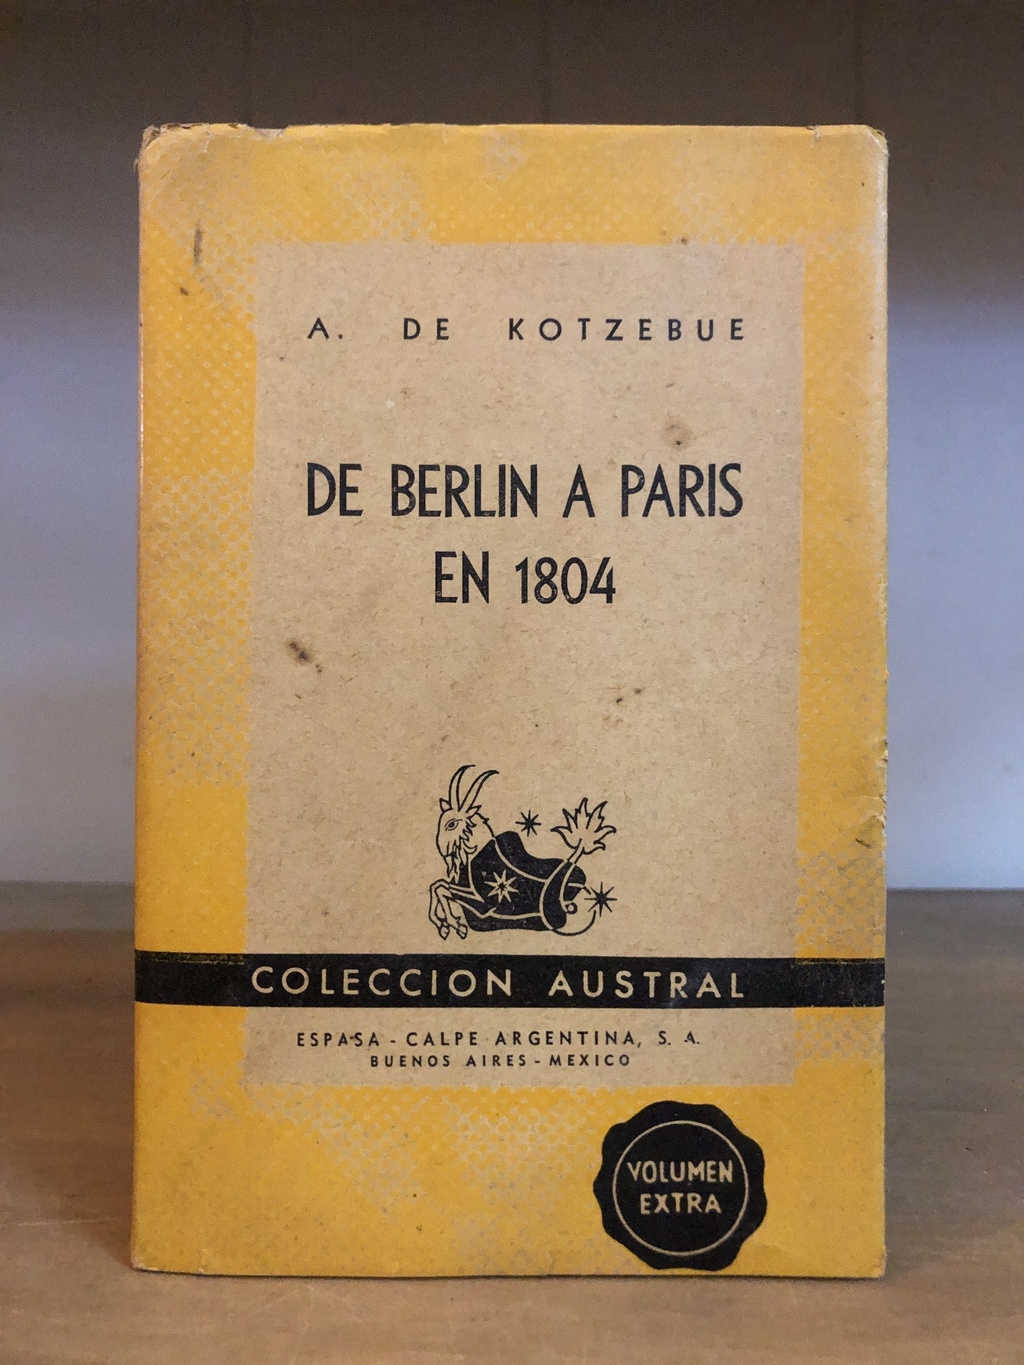 A. DE KOTZEBUE
DE BERLIN A PARIS
EN 1804
COLECCION AUSTRAL
ESPASA - CALPE ARGENTINA, S. A.
BUENOS AIRES - MEXICO
VOLUMEN
EXTRA